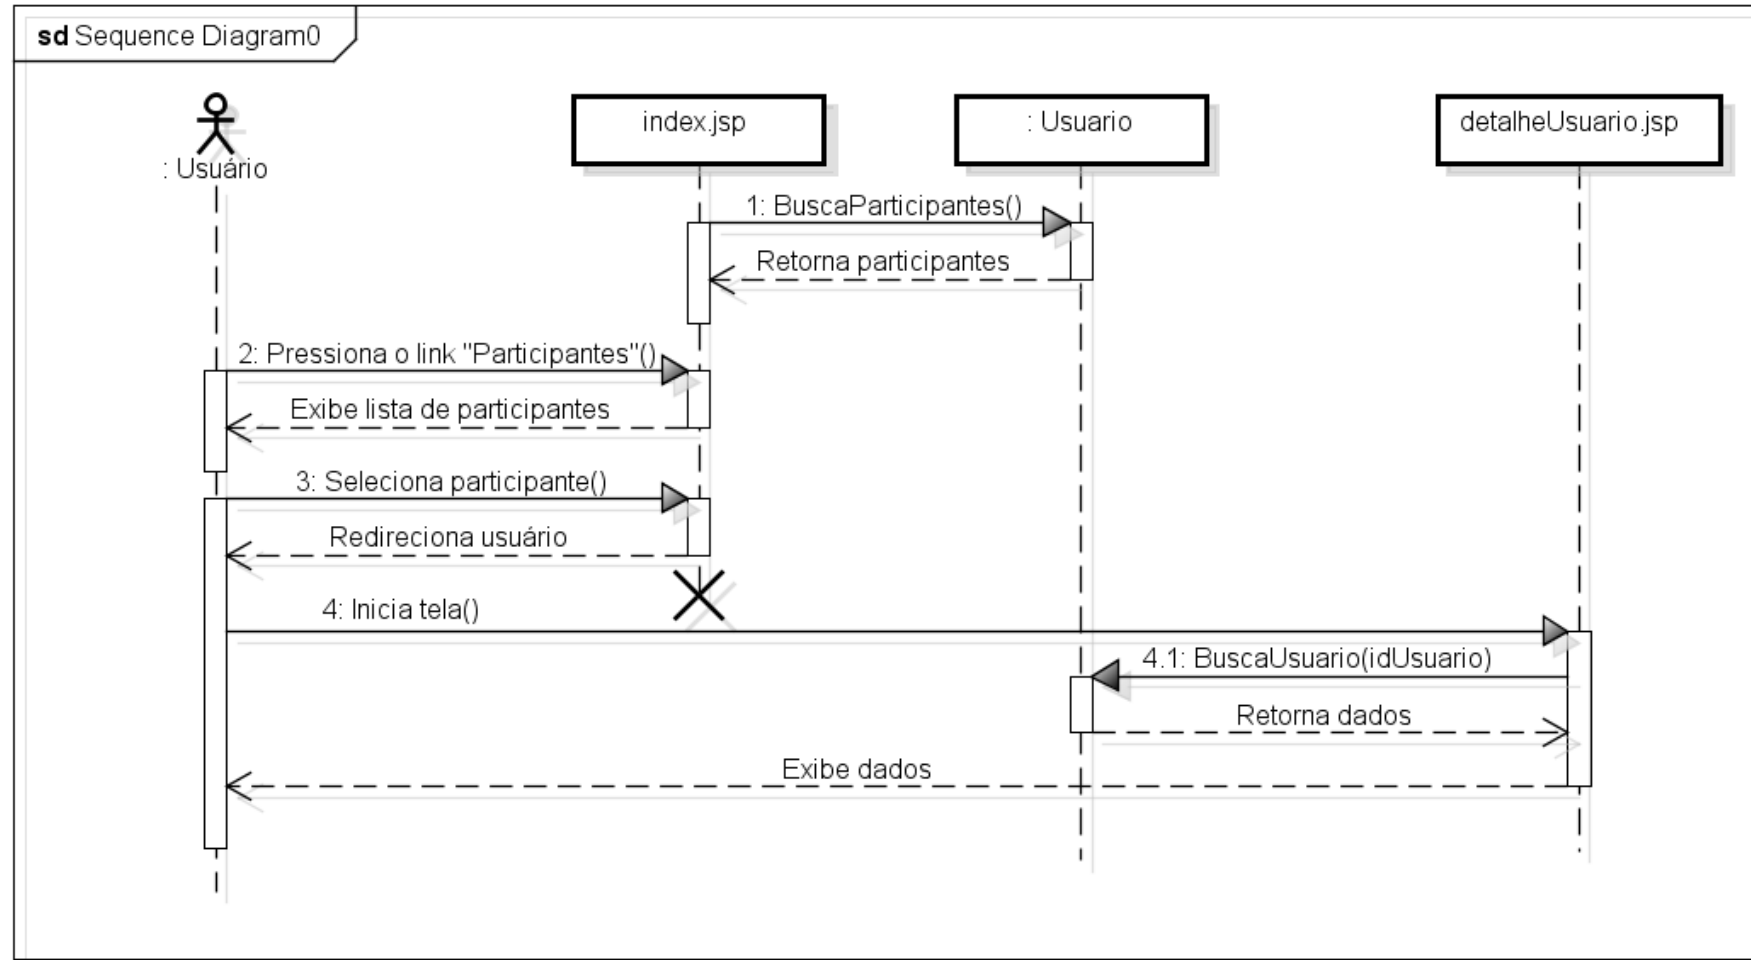 sd Sequence Diagram0
: Usuário
index.jsp
: Usuario
detalheUsuario.jsp
1: BuscaParticipantes()
Retorna participantes
2: Pressiona o link "Participantes"()
Exibe lista de participantes
3: Seleciona participante()
Redireciona usuário
4: Inicia tela()
4.1: BuscaUsuario(idUsuario)
Retorna dados
Exibe dados